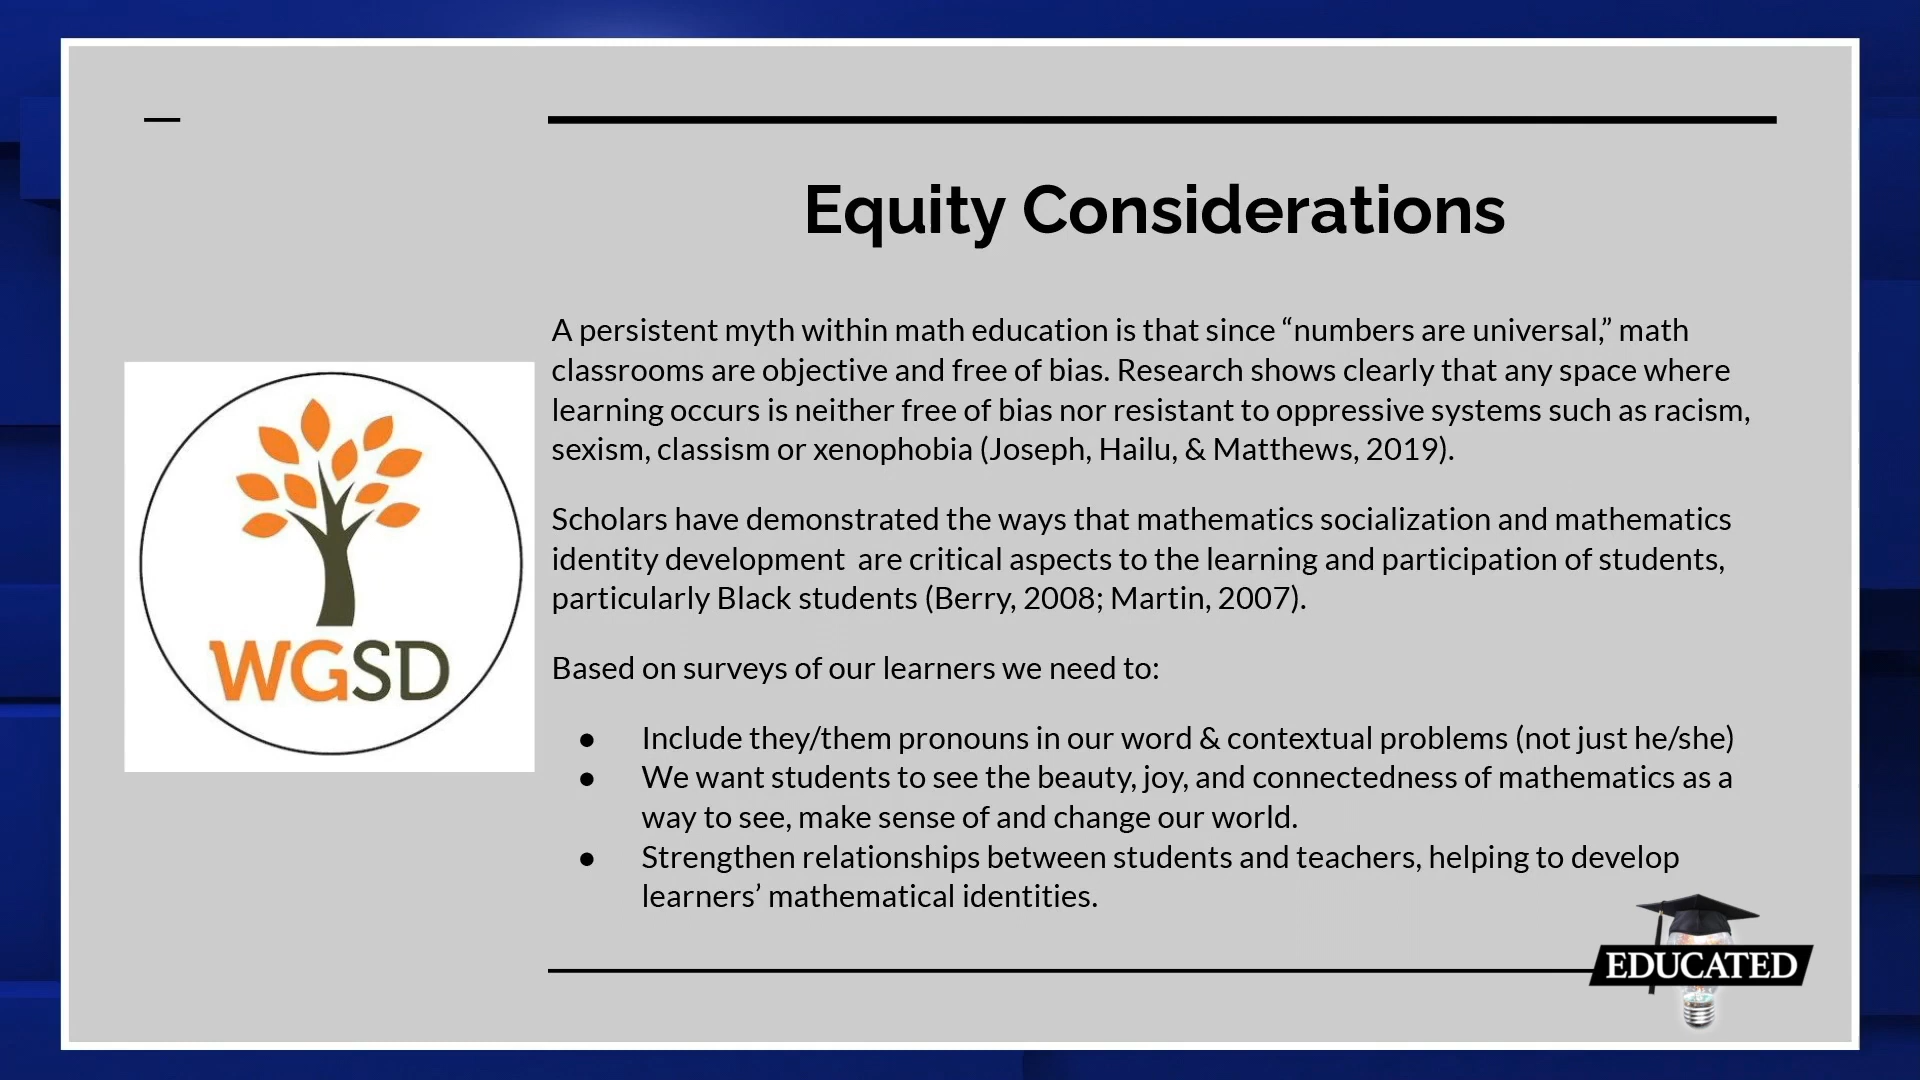 Equity Considerations
A persistent myth within math education is that since “numbers are universal,” math
classrooms are objective and free of bias. Research shows clearly that any space where
learning occurs is neither free of bias nor resistant to oppressive systems such as racism,
sexism, classism or xenophobia (Joseph, Hailu, & Matthews, 2019).
Scholars have demonstrated the ways that mathematics socialization and mathematics
identity development  are critical aspects to the learning and participation of students,
particularly Black students (Berry, 2008; Martin, 2007).
Based on surveys of our learners we need to:
● Include they/them pronouns in our word & contextual problems (not just he/she)
● We want students to see the beauty, joy, and connectedness of mathematics as a
way to see, make sense of and change our world.
● Strengthen relationships between students and teachers, helping to develop
learners’ mathematical identities.
WGSD
EDUCATED